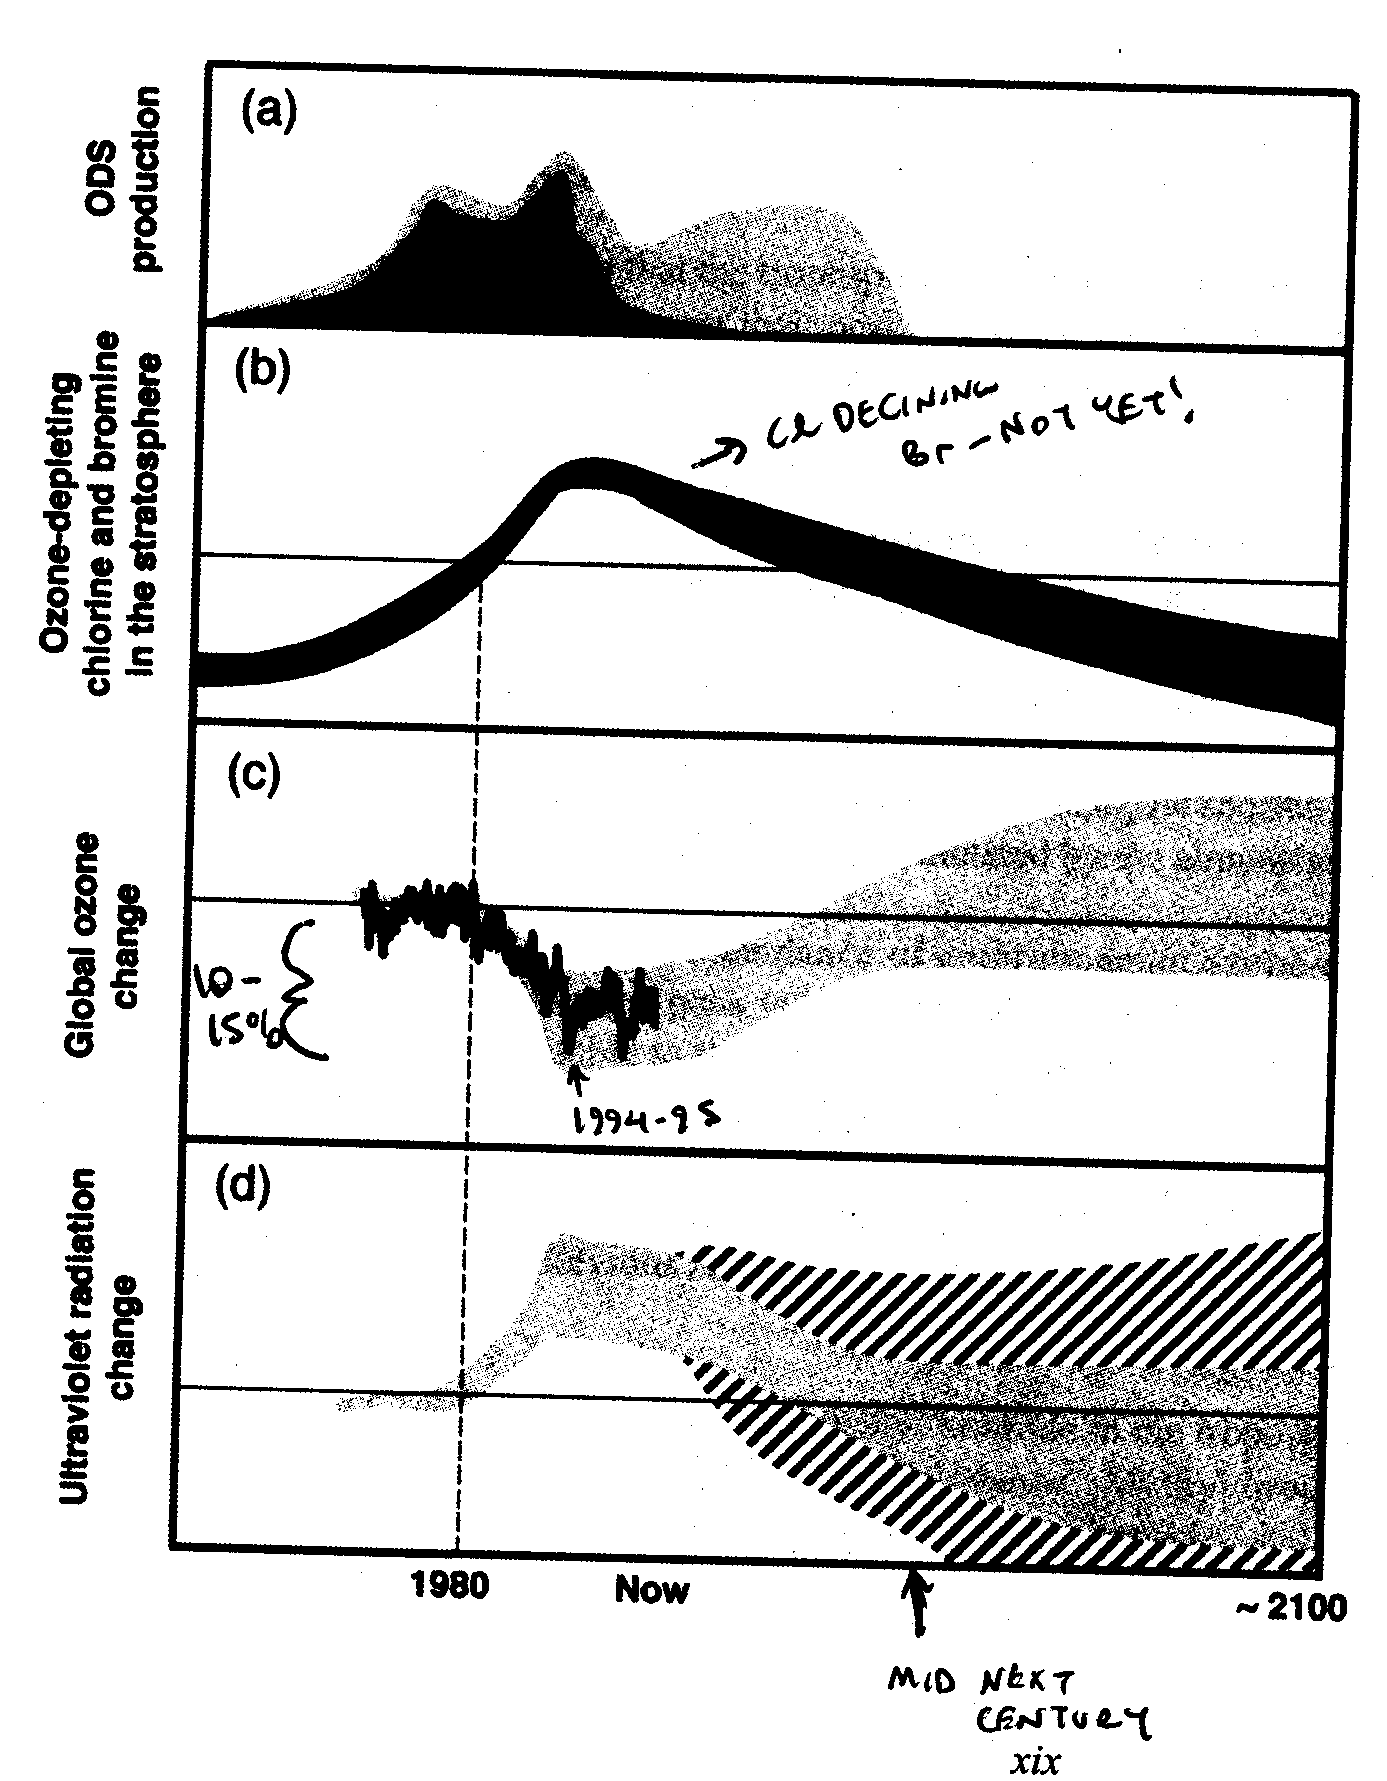 (a)
ODS
production
(b)
Ozone-depleting
chlorine and bromine
in the stratosphere
→ Cl DECINING
Br - NOT YET!
(c)
Global ozone
change
10 -
15%
1994-95
(d)
Ultraviolet radiation
change
1980
Now
~ 2100
MID NEXT
CENTURY
xix